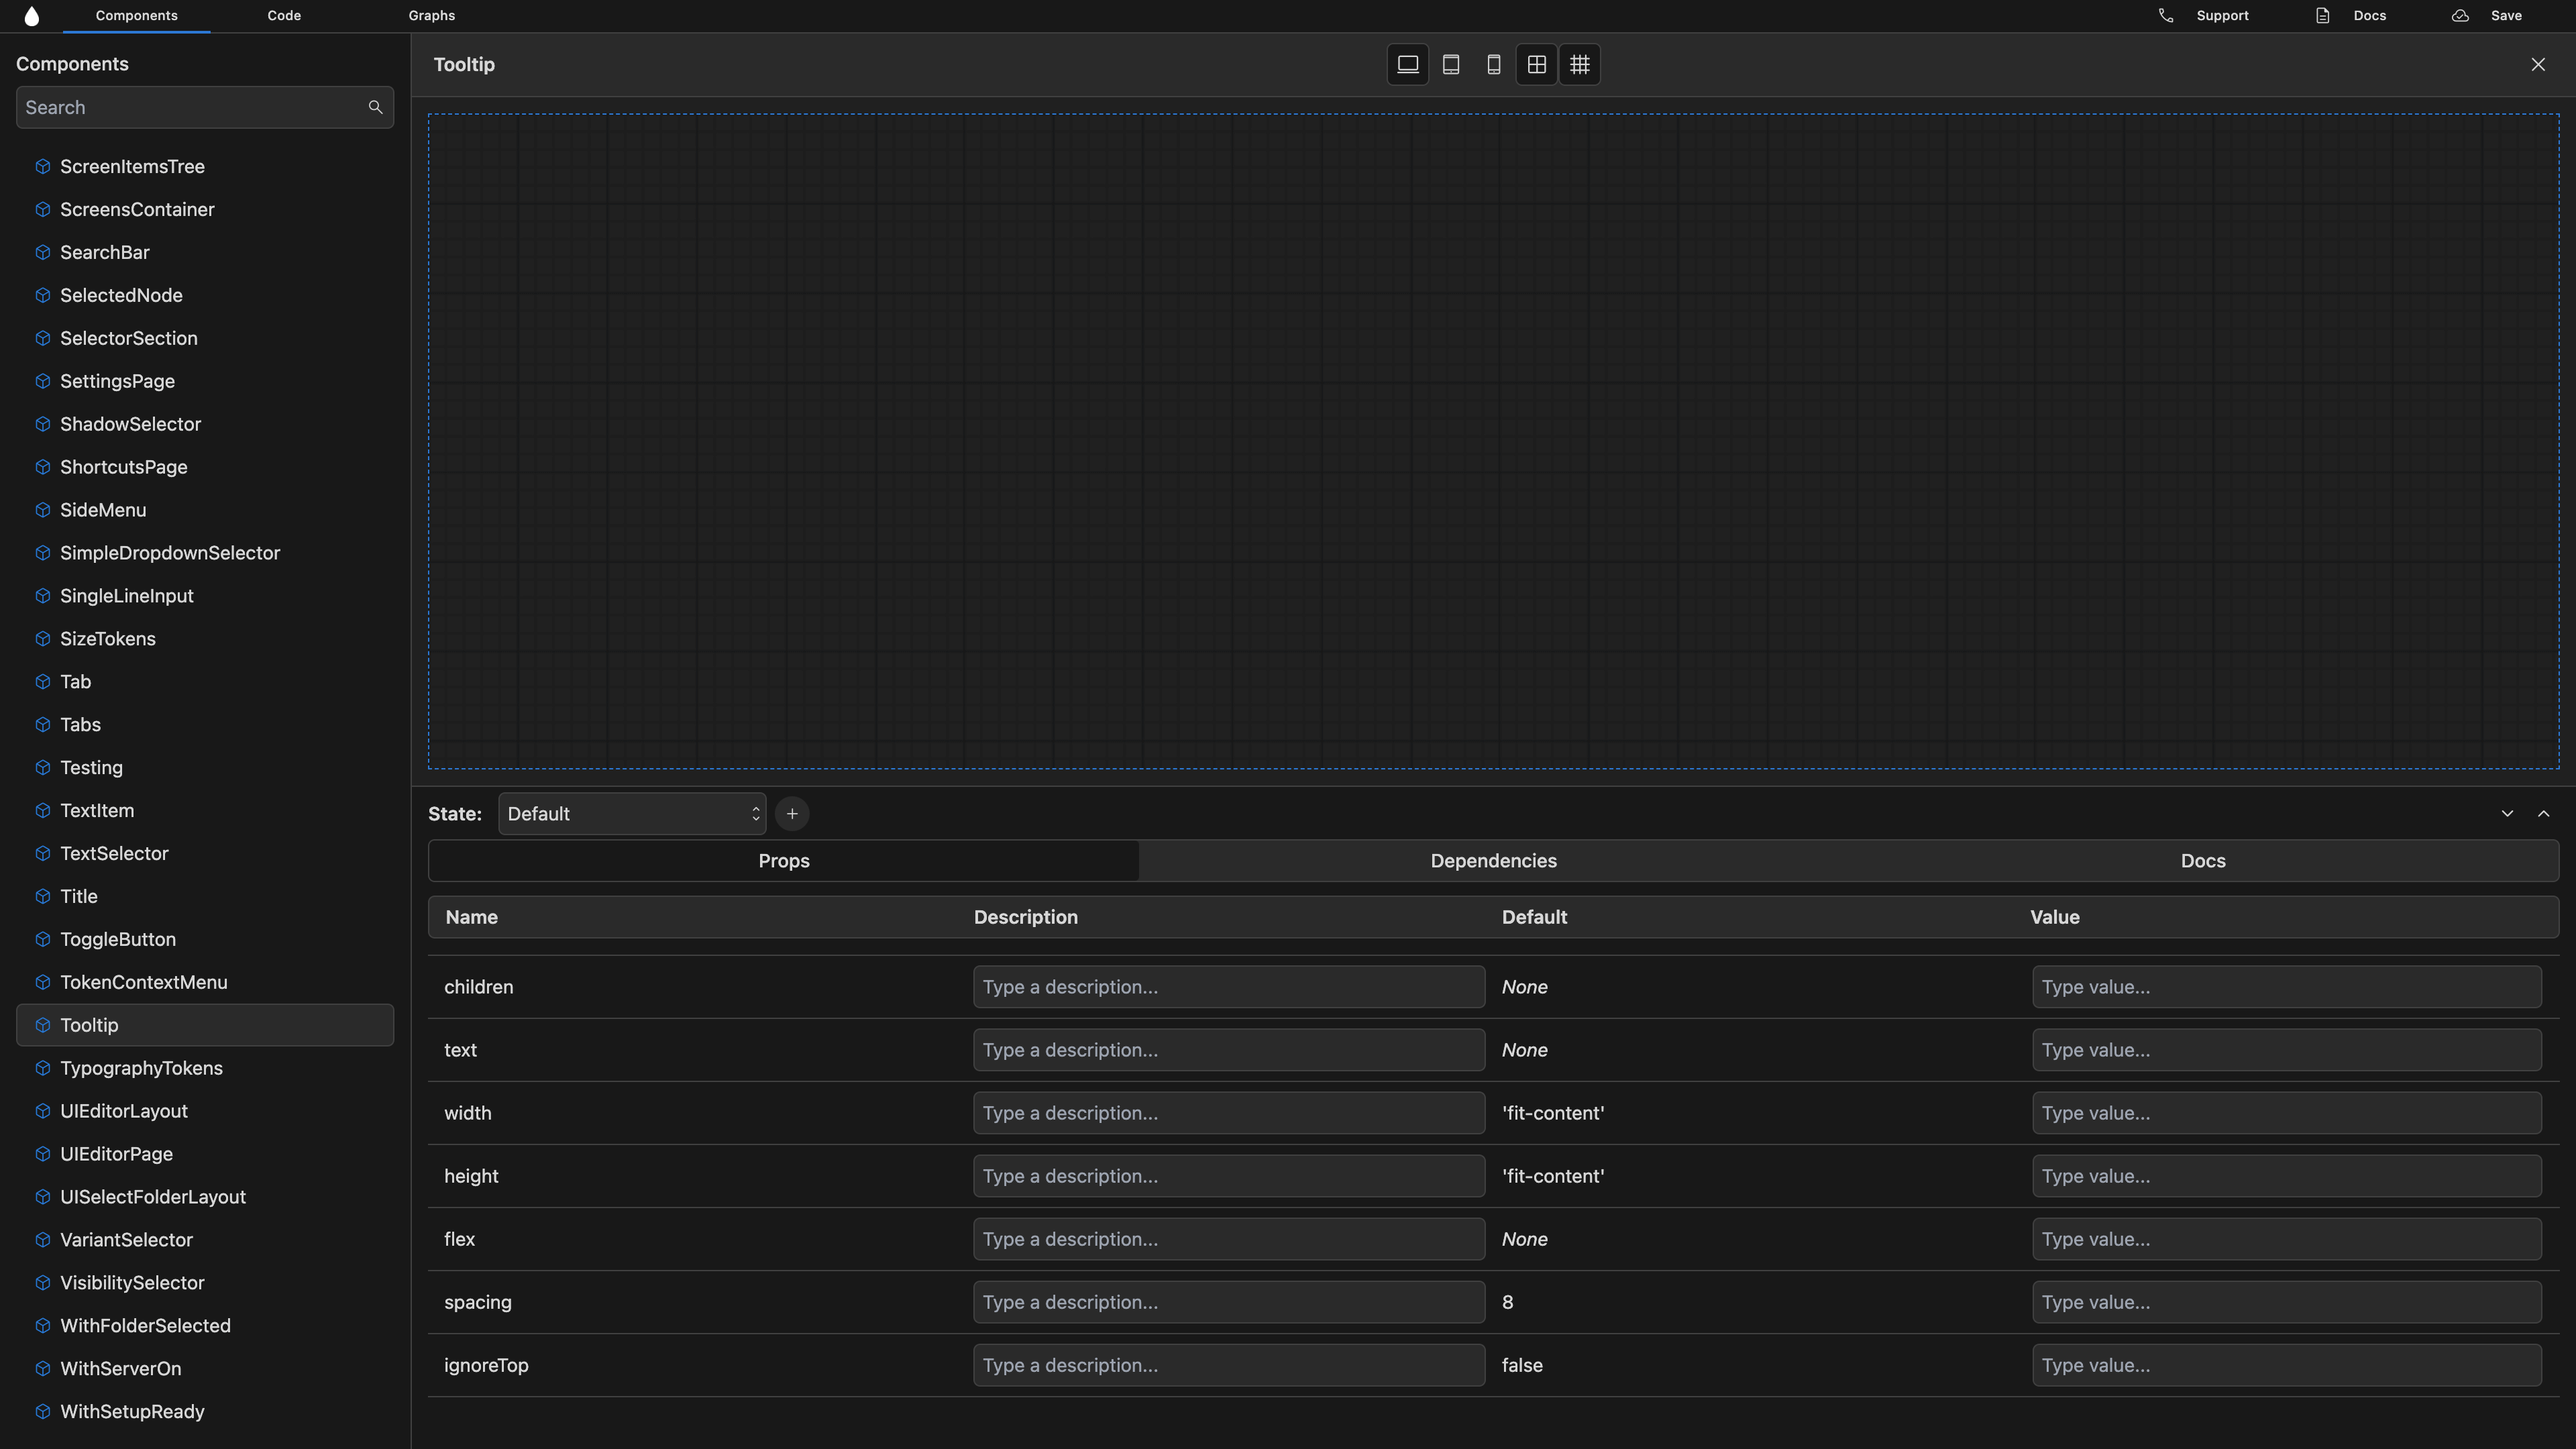 Components
Code
Graphs
Support
Docs
Save
Components
Search
ScreenItemsTree
ScreensContainer
SearchBar
SelectedNode
SelectorSection
SettingsPage
ShadowSelector
ShortcutsPage
SideMenu
SimpleDropdownSelector
SingleLineInput
SizeTokens
Tab
Tabs
Testing
TextItem
TextSelector
Title
ToggleButton
TokenContextMenu
Tooltip
TypographyTokens
UIEditorLayout
UIEditorPage
UISelectFolderLayout
VariantSelector
VisibilitySelector
WithFolderSelected
WithServerOn
WithSetupReady
Tooltip
State: Default
Props Dependencies Docs
Name Description Default Value
children Type a description... None Type value...
text Type a description... None Type value...
width Type a description... 'fit-content' Type value...
height Type a description... 'fit-content' Type value...
flex Type a description... None Type value...
spacing Type a description... 8 Type value...
ignoreTop Type a description... false Type value...